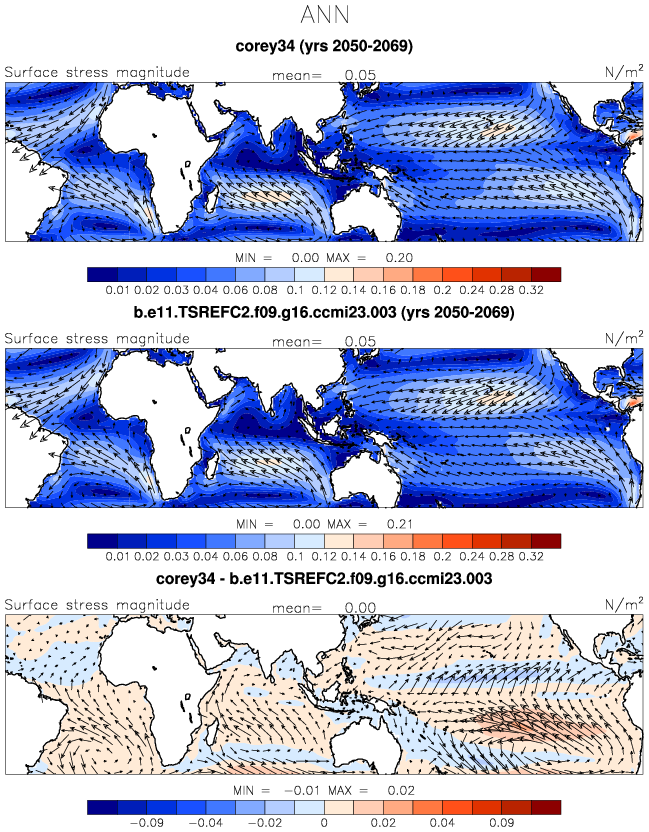 ANN
corey34 (yrs 2050-2069)
Surface stress magnitude mean= 0.05 N/m2
MIN = 0.00 MAX = 0.20
0.01 0.02 0.03 0.04 0.06 0.08 0.1 0.12 0.14 0.16 0.18 0.2 0.24 0.28 0.32
b.e11.TSREFC2.f09.g16.ccmi23.003 (yrs 2050-2069)
Surface stress magnitude mean= 0.05 N/m2
MIN = 0.00 MAX = 0.21
0.01 0.02 0.03 0.04 0.06 0.08 0.1 0.12 0.14 0.16 0.18 0.2 0.24 0.28 0.32
corey34 - b.e11.TSREFC2.f09.g16.ccmi23.003
Surface stress magnitude mean= 0.00 N/m2
MIN = −0.01 MAX = 0.02
−0.09 −0.04 −0.02 0 0.02 0.04 0.09